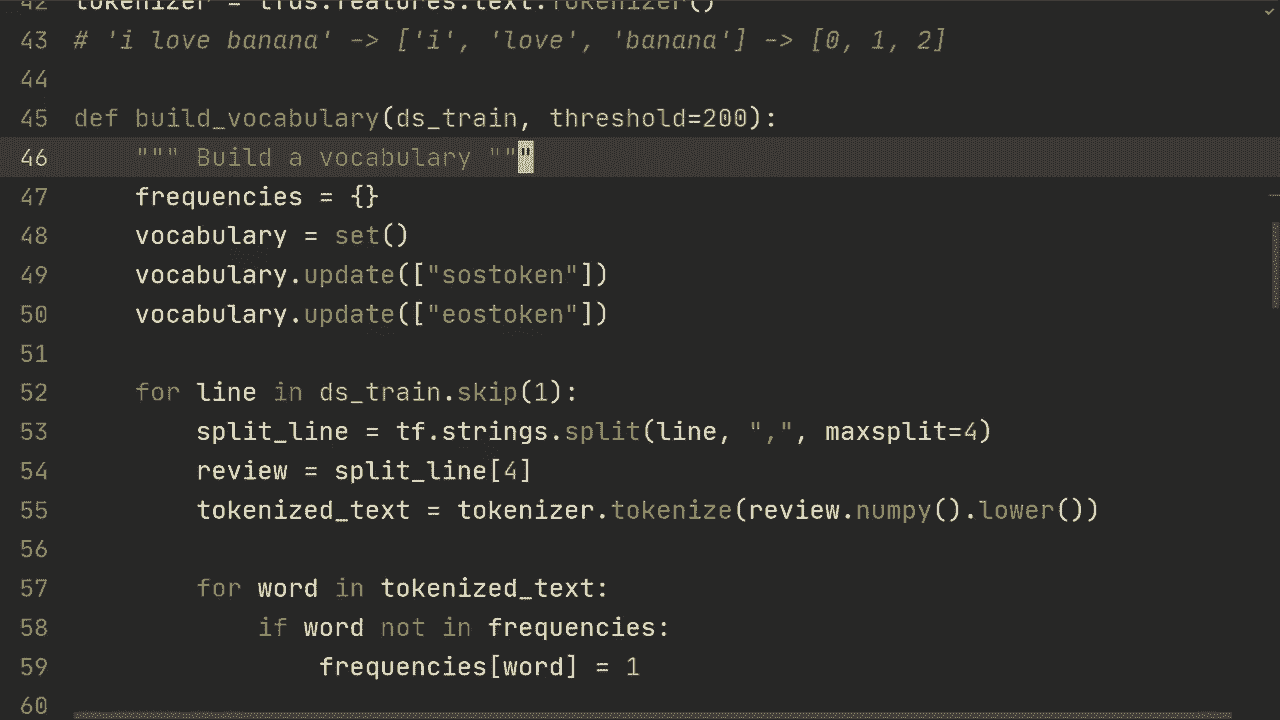 42 tokenizer = tfds.features.text.Tokenizer()
43 # 'i love banana' -> ['i', 'love', 'banana'] -> [0, 1, 2]
44
45 def build_vocabulary(ds_train, threshold=200):
46     """ Build a vocabulary """
47     frequencies = {}
48     vocabulary = set()
49     vocabulary.update(["sostoken"])
50     vocabulary.update(["eostoken"])
51
52     for line in ds_train.skip(1):
53         split_line = tf.strings.split(line, ",", maxsplit=4)
54         review = split_line[4]
55         tokenized_text = tokenizer.tokenize(review.numpy().lower())
56
57         for word in tokenized_text:
58             if word not in frequencies:
59                 frequencies[word] = 1
60